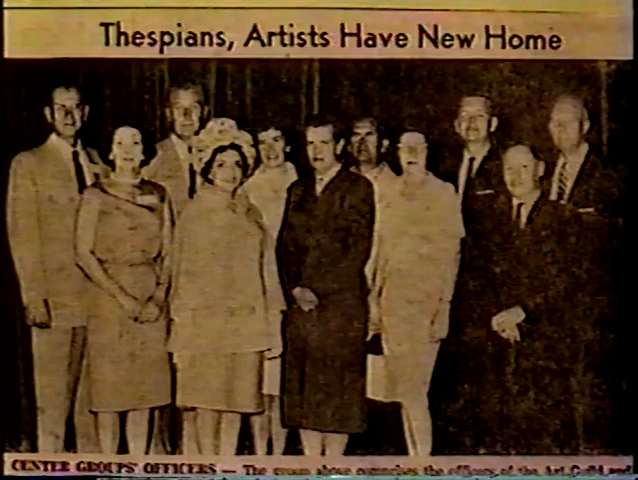 Thespians, Artists Have New Home
CENTER GROUPS' OFFICERS — The group above comprises the officers of the Art Guild and